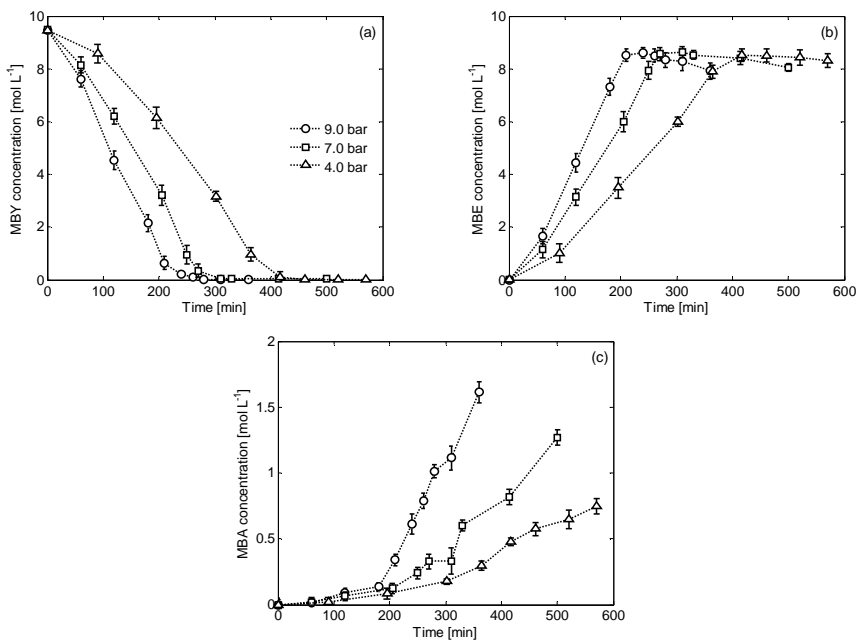 (a)
MBY concentration [mol L⁻¹]
10
8
6
4
2
0
0 100 200 300 400 500 600
Time [min]
9.0 bar
7.0 bar
4.0 bar
(b)
MBE concentration [mol L⁻¹]
10
8
6
4
2
0
0 100 200 300 400 500 600
Time [min]
(c)
MBA concentration [mol L⁻¹]
2
1.5
1
0.5
0
0 100 200 300 400 500 600
Time [min]